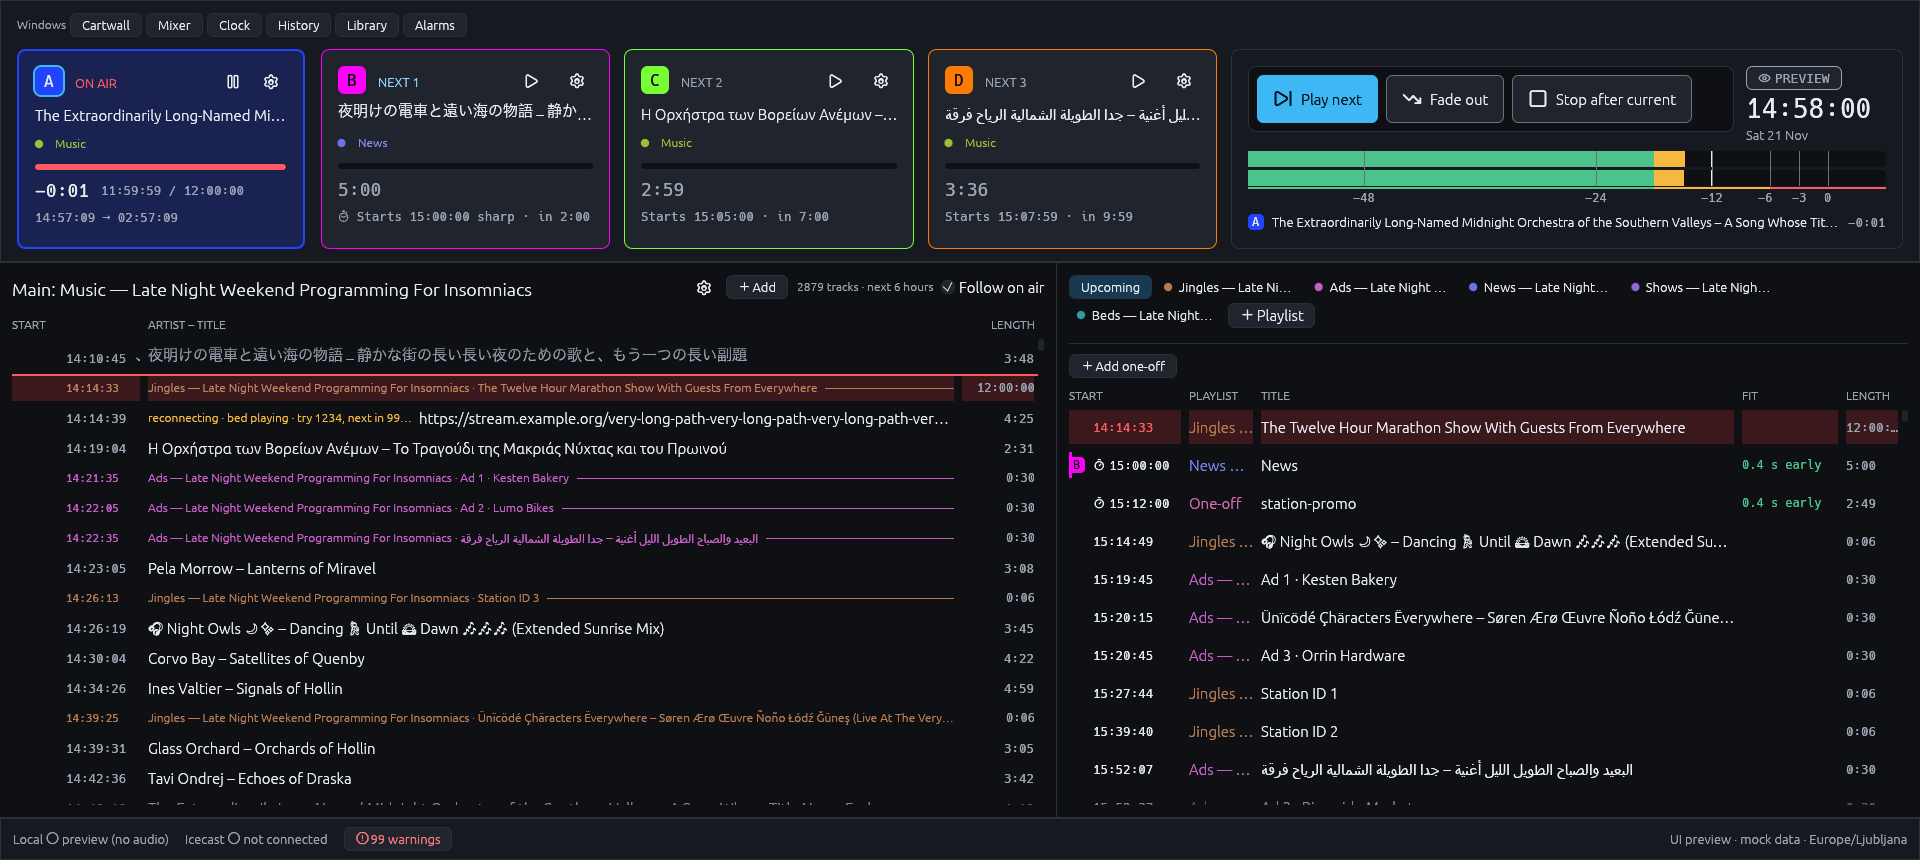 Windows Cartwall Mixer Clock History Library Alarms
A ON AIR
The Extraordinarily Long-Named Mi…
Music
−0:01 11:59:59 / 12:00:00
14:57:09 → 02:57:09
B NEXT 1
夜明けの電車と遠い海の物語 – 静か…
News
5:00
Starts 15:00:00 sharp · in 2:00
C NEXT 2
Η Ορχήστρα των Βορείων Ανέμων –…
Music
2:59
Starts 15:05:00 · in 7:00
D NEXT 3
فرقة الرياح الشمالية الطويلة جدا – أغنية الليل…
Music
3:36
Starts 15:07:59 · in 9:59
Play next Fade out Stop after current
PREVIEW
14:58:00
Sat 21 Nov
−48 −24 −12 −6 −3 0
A The Extraordinarily Long-Named Midnight Orchestra of the Southern Valleys – A Song Whose Tit… −0:01
Main: Music — Late Night Weekend Programming For Insomniacs
+ Add 2879 tracks · next 6 hours Follow on air
START ARTIST – TITLE LENGTH
14:10:45 夜明けの電車と遠い海の物語 – 静かな街の長い長い夜のための歌と、もう一つの長い副題 3:48
14:14:33 Jingles — Late Night Weekend Programming For Insomniacs · The Twelve Hour Marathon Show With Guests From Everywhere 12:00:00
14:14:39 reconnecting · bed playing · try 1234, next in 99… https://stream.example.org/very-long-path-very-long-path-very-long-path-ver… 4:25
14:19:04 Η Ορχήστρα των Βορείων Ανέμων – Το Τραγούδι της Μακριάς Νύχτας και του Πρωινού 2:31
14:21:35 Ads — Late Night Weekend Programming For Insomniacs · Ad 1 · Kesten Bakery 0:30
14:22:05 Ads — Late Night Weekend Programming For Insomniacs · Ad 2 · Lumo Bikes 0:30
14:22:35 Ads — Late Night Weekend Programming For Insomniacs · فرقة الرياح الشمالية الطويلة جدا – أغنية الليل الطويل والصباح البعيد 0:30
14:23:05 Pela Morrow – Lanterns of Miravel 3:08
14:26:13 Jingles — Late Night Weekend Programming For Insomniacs · Station ID 3 0:06
14:26:19 🎧 Night Owls 🌙✨ – Dancing 💃 Until 🌅 Dawn 🎶🎶🎶 (Extended Sunrise Mix) 3:45
14:30:04 Corvo Bay – Satellites of Quenby 4:22
14:34:26 Ines Valtier – Signals of Hollin 4:59
14:39:25 Jingles — Late Night Weekend Programming For Insomniacs · Ünïcödé Çhäracters Ëverywhere – Søren Ærø Œuvre Ñoño Łódź Ğüneş (Live At The Very… 0:06
14:39:31 Glass Orchard – Orchards of Hollin 3:05
14:42:36 Tavi Ondrej – Echoes of Draska 3:42
Upcoming Jingles — Late Ni… Ads — Late Night … News — Late Night… Shows — Late Nigh…
Beds — Late Night… + Playlist
+ Add one-off
START PLAYLIST TITLE FIT LENGTH
14:14:33 Jingles … The Twelve Hour Marathon Show With Guests From Everywhere 12:00:…
B 15:00:00 News … News 0.4 s early 5:00
15:12:00 One-off station-promo 0.4 s early 2:49
15:14:49 Jingles … 🎧 Night Owls 🌙✨ – Dancing 💃 Until 🌅 Dawn 🎶🎶🎶 (Extended Su… 0:06
15:19:45 Ads — … Ad 1 · Kesten Bakery 0:30
15:20:15 Ads — … Ünïcödé Çhäracters Ëverywhere – Søren Ærø Œuvre Ñoño Łódź Ğüne… 0:30
15:20:45 Ads — … Ad 3 · Orrin Hardware 0:30
15:27:44 Jingles … Station ID 1 0:06
15:39:40 Jingles … Station ID 2 0:06
15:52:07 Ads — … فرقة الرياح الشمالية الطويلة جدا – أغنية الليل الطويل والصباح البعيد 0:30
Local preview (no audio) Icecast not connected 99 warnings
UI preview · mock data · Europe/Ljubljana